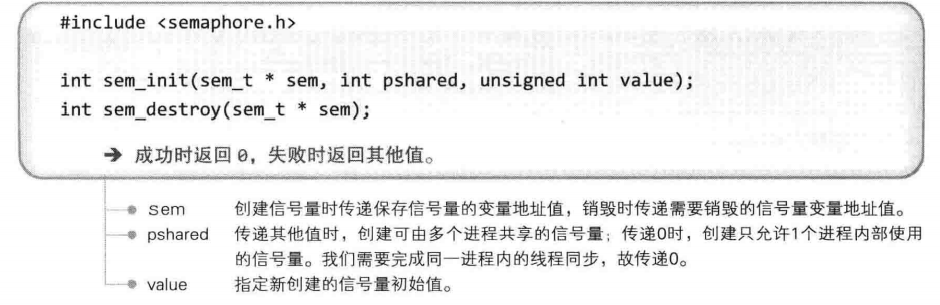 #include <semaphore.h>
int sem_init(sem_t * sem, int pshared, unsigned int value);
int sem_destroy(sem_t * sem);
➔ 成功时返回 0，失败时返回其他值。
sem 创建信号量时传递保存信号量的变量地址值，销毁时传递需要销毁的信号量变量地址值。
pshared 传递其他值时，创建可由多个进程共享的信号量；传递0时，创建只允许1个进程内部使用
的信号量。我们需要完成同一进程内的线程同步，故传递0。
value 指定新创建的信号量初始值。